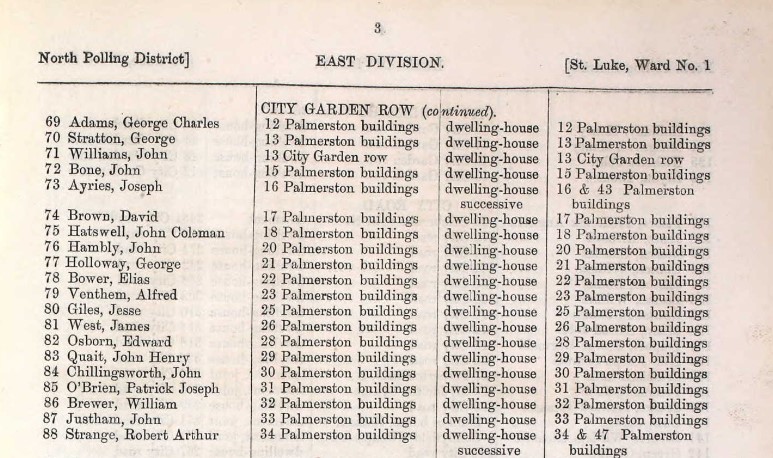 3
North Polling District] EAST DIVISION. [St. Luke, Ward No. 1
CITY GARDEN ROW (continued).
69 Adams, George Charles 12 Palmerston buildings dwelling-house 12 Palmerston buildings
70 Stratton, George 13 Palmerston buildings dwelling-house 13 Palmerston buildings
71 Williams, John 13 City Garden row dwelling-house 13 City Garden row
72 Bone, John 15 Palmerston buildings dwelling-house 15 Palmerston buildings
73 Ayries, Joseph 16 Palmerston buildings dwelling-house 16 & 43 Palmerston
successive buildings
74 Brown, David 17 Palmerston buildings dwelling-house 17 Palmerston buildings
75 Hatswell, John Coleman 18 Palmerston buildings dwelling-house 18 Palmerston buildings
76 Hambly, John 20 Palmerston buildings dwelling-house 20 Palmerston buildings
77 Holloway, George 21 Palmerston buildings dwelling-house 21 Palmerston buildings
78 Bower, Elias 22 Palmerston buildings dwelling-house 22 Palmerston buildings
79 Venthem, Alfred 23 Palmerston buildings dwelling-house 23 Palmerston buildings
80 Giles, Jesse 25 Palmerston buildings dwelling-house 25 Palmerston buildings
81 West, James 26 Palmerston buildings dwelling-house 26 Palmerston buildings
82 Osborn, Edward 28 Palmerston buildings dwelling-house 28 Palmerston buildings
83 Quait, John Henry 29 Palmerston buildings dwelling-house 29 Palmerston buildings
84 Chillingsworth, John 30 Palmerston buildings dwelling-house 30 Palmerston buildings
85 O'Brien, Patrick Joseph 31 Palmerston buildings dwelling-house 31 Palmerston buildings
86 Brewer, William 32 Palmerston buildings dwelling-house 32 Palmerston buildings
87 Justham, John 33 Palmerston buildings dwelling-house 33 Palmerston buildings
88 Strange, Robert Arthur 34 Palmerston buildings dwelling-house 34 & 47 Palmerston
successive buildings